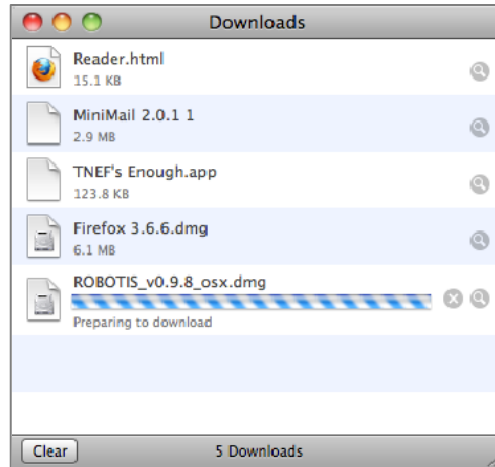 Downloads
Reader.html
15.1 KB
MiniMail 2.0.1 1
2.9 MB
TNEF's Enough.app
123.8 KB
Firefox 3.6.6.dmg
6.1 MB
ROBOTIS_v0.9.8_osx.dmg
Preparing to download
Clear
5 Downloads